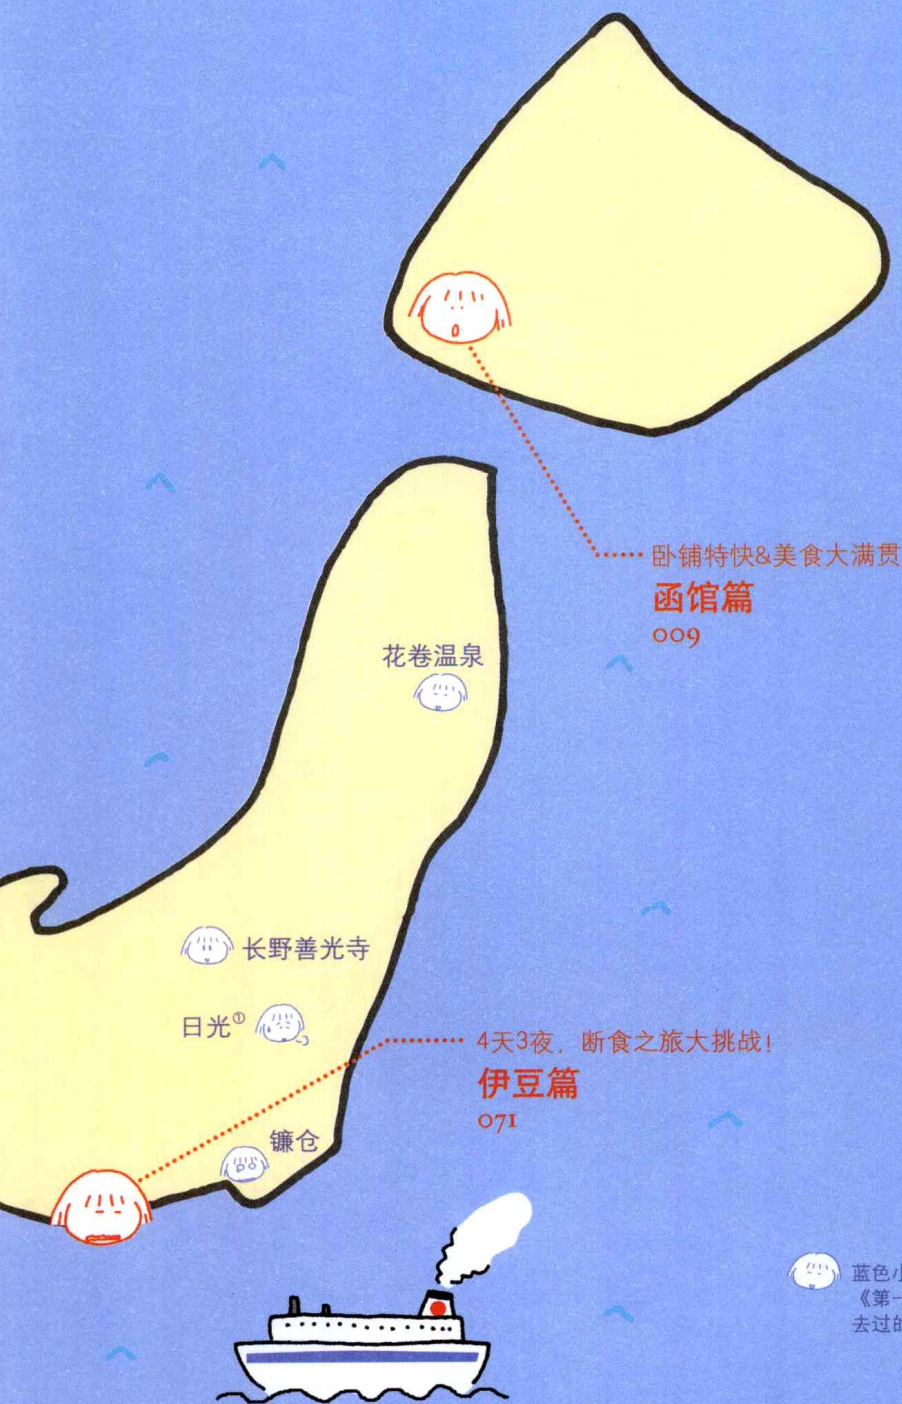 卧铺特快&美食大满贯
函馆篇
009
花卷温泉
长野善光寺
日光①
4天3夜，断食之旅大挑战！
伊豆篇
071
镰仓
蓝色小
《第一
去过的